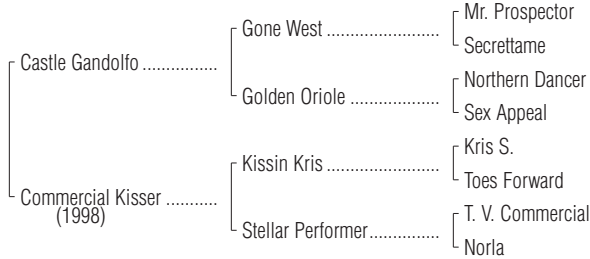 Mr. Prospector
Gone West ....................
Secrettame
Castle Gandolfo ...............
Northern Dancer
Golden Oriole ..................
Sex Appeal
Kris S.
Kissin Kris ....................
Toes Forward
Commercial Kisser ..........
(1998)
T. V. Commercial
Stellar Performer...............
Norla